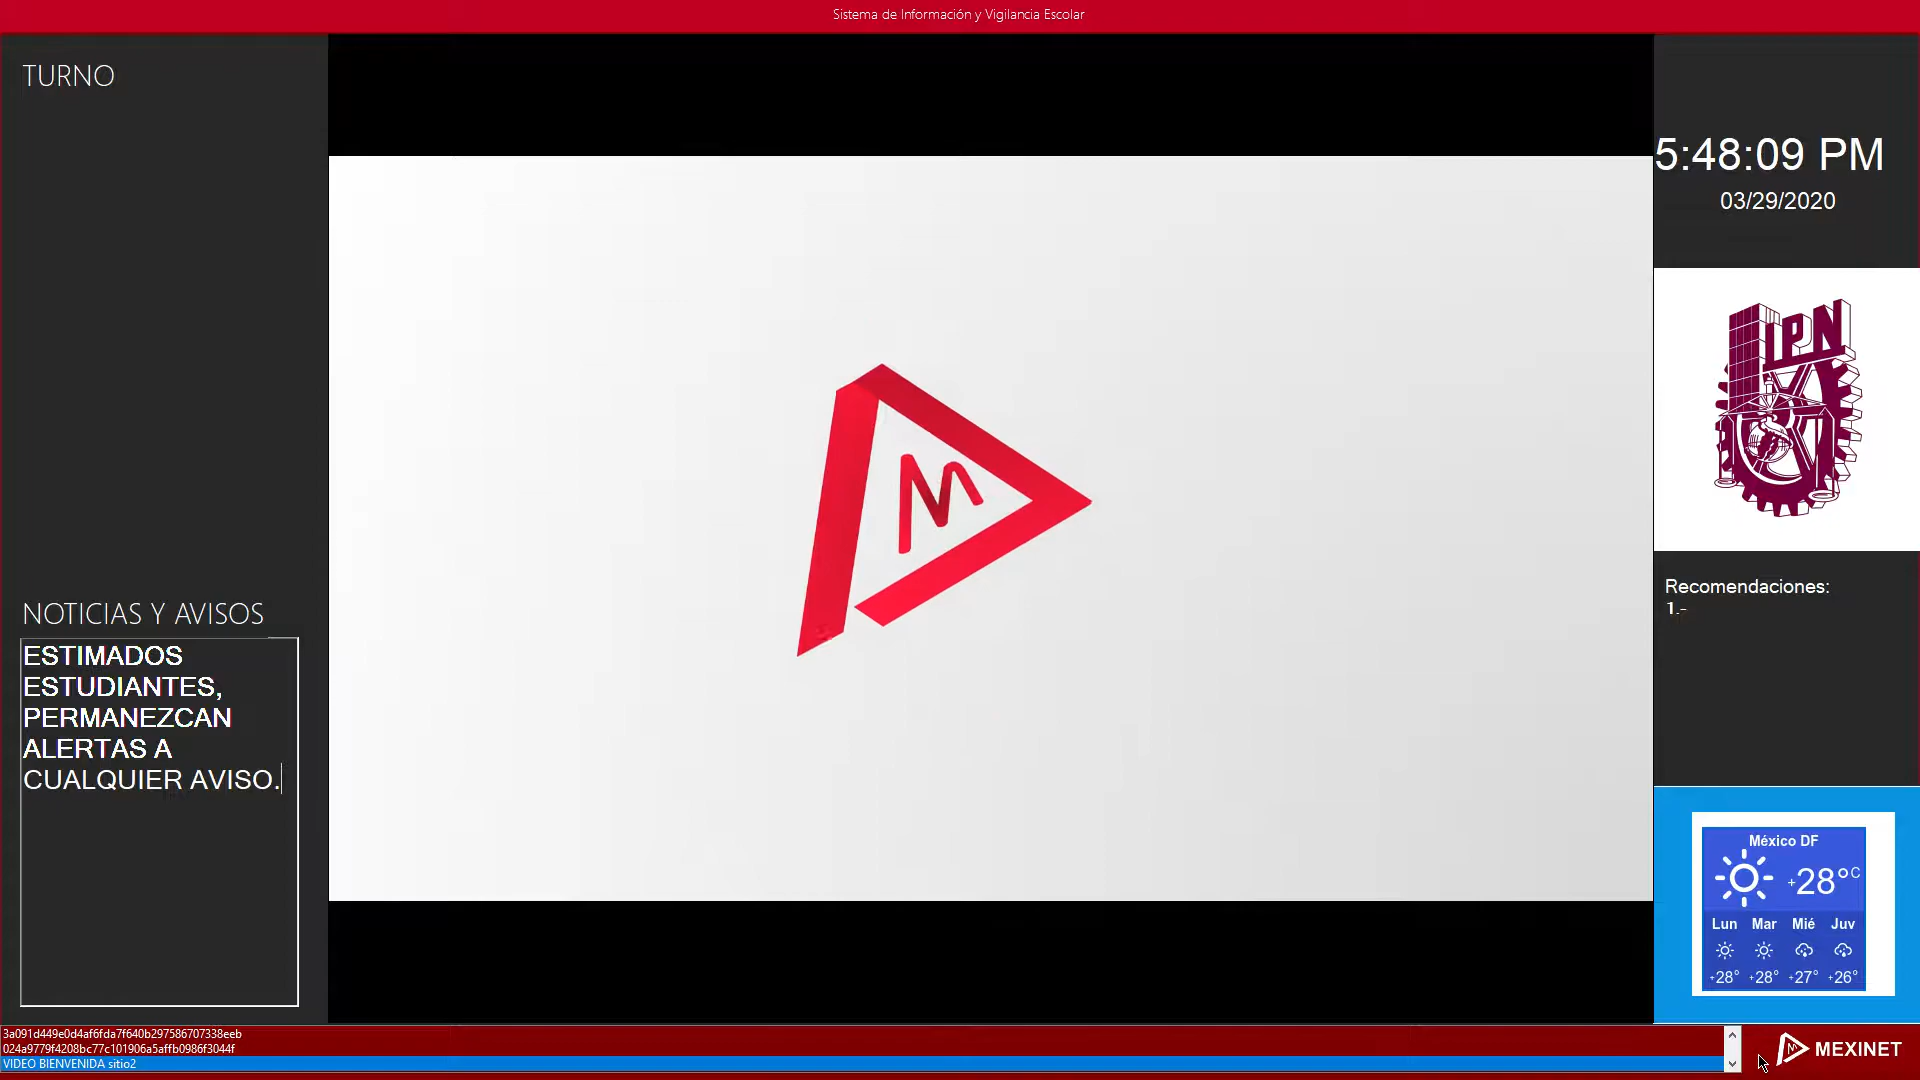 Sistema de Información y Vigilancia Escolar
TURNO
NOTICIAS Y AVISOS
ESTIMADOS
ESTUDIANTES,
PERMANEZCAN
ALERTAS A
CUALQUIER AVISO.
M
5:48:09 PM
03/29/2020
IPN
Recomendaciones:
1.-
México DF
+28°C
Lun Mar Mié Juv
+28° +28° +27° +26°
3a091d449e0d4af6fda7f640b297586707338eeb
024a9779f4208bc77c101906a5affb0986f3044f
VIDEO BIENVENIDA sitio2
M MEXINET